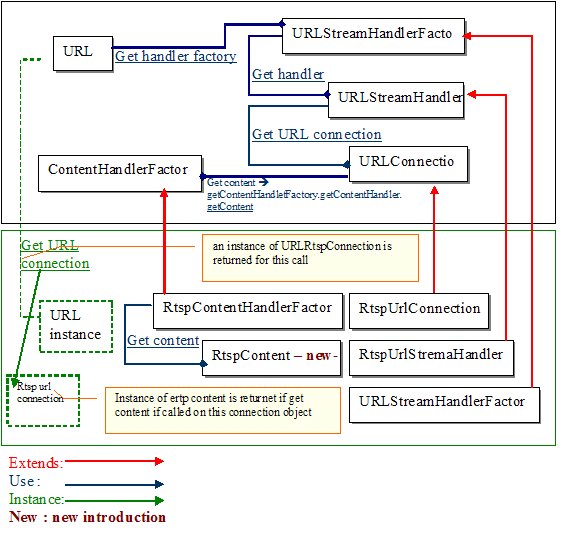 URL
URLStreamHandlerFacto
Get handler factory
Get handler
URLStreamHandler
Get URL connection
ContentHandlerFactor
URLConnectio
Get content ➔
getContentHandletFactory.getContentHandler.
getContent
Get URL
connection
an instance of URLRtspConnection is
returned for this call
URL
instance
RtspContentHandlerFactor
RtspUrlConnection
Get content
RtspContent – new-
RtspUrlStremaHandler
Rtsp url
connection
Instance of ertp content is returnet if get
content if called on this connection object
URLStreamHandlerFactor
Extends:
Use :
Instance:
New : new introduction